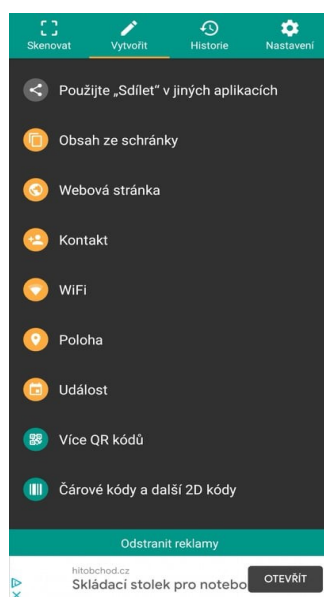 Skenovat Vytvořit Historie Nastavení
Použijte „Sdílet“ v jiných aplikacích
Obsah ze schránky
Webová stránka
Kontakt
WiFi
Poloha
Událost
Více QR kódů
Čárové kódy a další 2D kódy
Odstranit reklamy
hitobchod.cz
Skládací stolek pro notebo
OTEVŘÍT